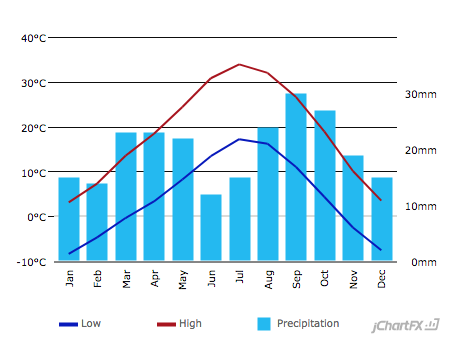 40°C
30°C
20°C
10°C
0°C
-10°C
30mm
20mm
10mm
0mm
Jan
Feb
Mar
Apr
May
Jun
Jul
Aug
Sep
Oct
Nov
Dec
Low
High
Precipitation
jChartFX